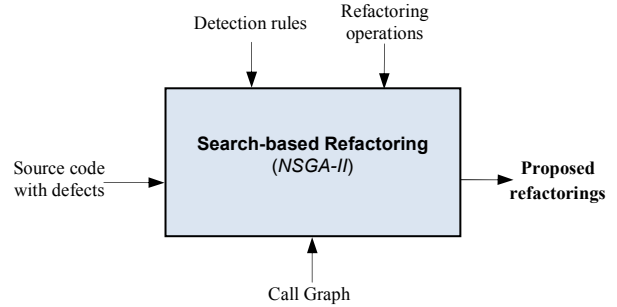 Detection rules
Refactoring
operations
Search-based Refactoring
(NSGA-II)
Source code
with defects
Proposed
refactorings
Call Graph